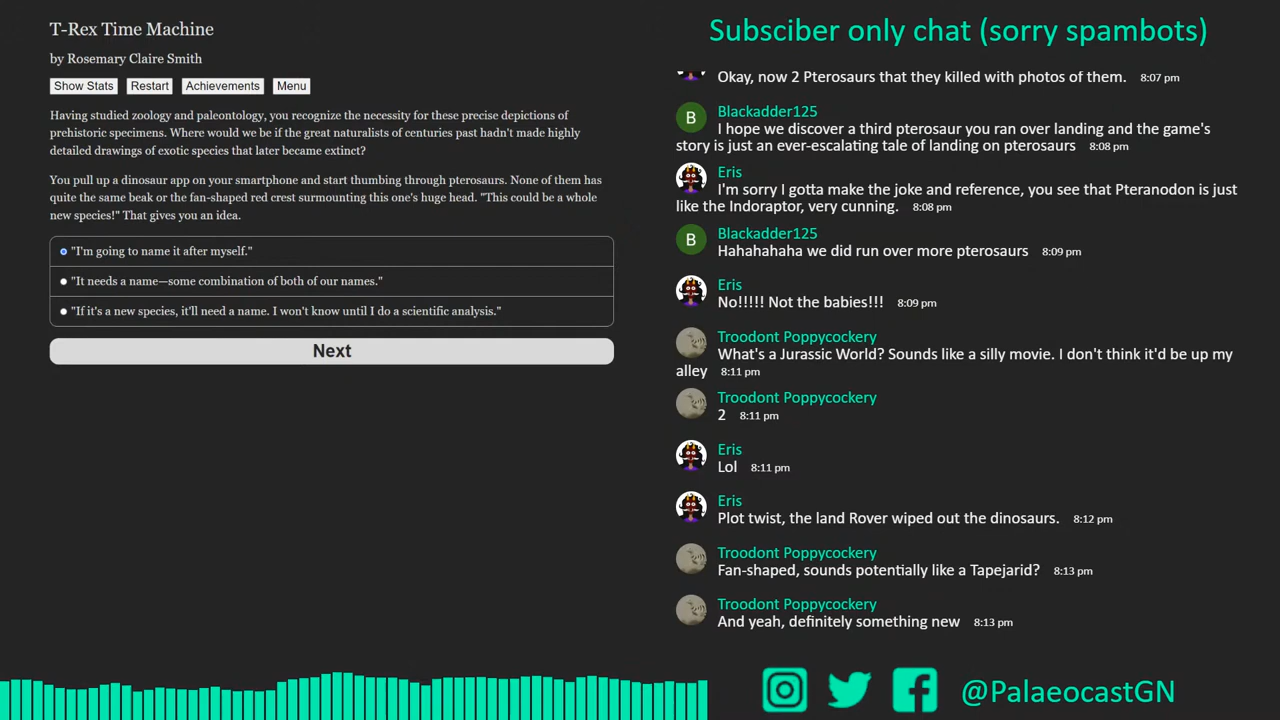 T-Rex Time Machine
by Rosemary Claire Smith
Show Stats Restart Achievements Menu
Having studied zoology and paleontology, you recognize the necessity for these precise depictions of
prehistoric specimens. Where would we be if the great naturalists of centuries past hadn't made highly
detailed drawings of exotic species that later became extinct?
You pull up a dinosaur app on your smartphone and start thumbing through pterosaurs. None of them has
quite the same beak or the fan-shaped red crest surmounting this one's huge head. "This could be a whole
new species!" That gives you an idea.
"I'm going to name it after myself."
"It needs a name—some combination of both of our names."
"If it's a new species, it'll need a name. I won't know until I do a scientific analysis."
Next
Subsciber only chat (sorry spambots)
Okay, now 2 Pterosaurs that they killed with photos of them. 8:07 pm
B
Blackadder125
I hope we discover a third pterosaur you ran over landing and the game's
story is just an ever-escalating tale of landing on pterosaurs 8:08 pm
Eris
I'm sorry I gotta make the joke and reference, you see that Pteranodon is just
like the Indoraptor, very cunning. 8:08 pm
B
Blackadder125
Hahahahaha we did run over more pterosaurs 8:09 pm
Eris
No!!!!! Not the babies!!! 8:09 pm
Troodont Poppycockery
What's a Jurassic World? Sounds like a silly movie. I don't think it'd be up my
alley 8:11 pm
Troodont Poppycockery
2 8:11 pm
Eris
Lol 8:11 pm
Eris
Plot twist, the land Rover wiped out the dinosaurs. 8:12 pm
Troodont Poppycockery
Fan-shaped, sounds potentially like a Tapejarid? 8:13 pm
Troodont Poppycockery
And yeah, definitely something new 8:13 pm
@PalaeocastGN